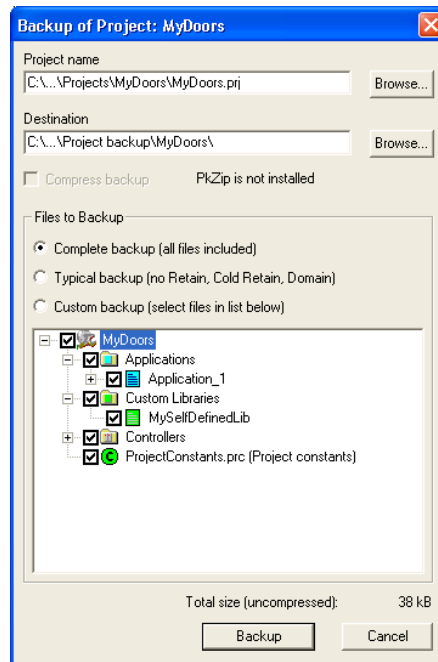 Backup of Project: MyDoors
Project name
C:\...\Projects\MyDoors\MyDoors.prj
Browse...
Destination
C:\...\Project backup\MyDoors\
Browse...
Compress backup PkZip is not installed
Files to Backup
Complete backup (all files included)
Typical backup (no Retain, Cold Retain, Domain)
Custom backup (select files in list below)
MyDoors
Applications
Application_1
Custom Libraries
MySelfDefinedLib
Controllers
ProjectConstants.prc (Project constants)
Total size (uncompressed): 38 kB
Backup Cancel